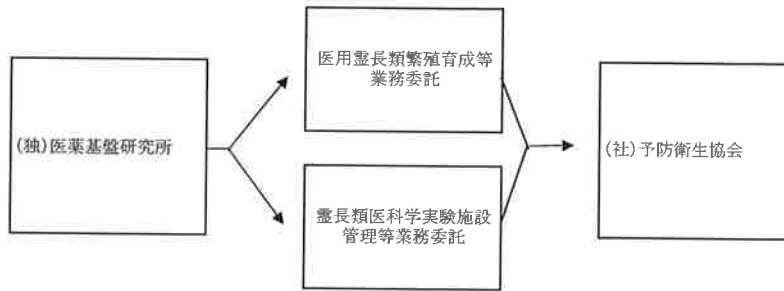 (独)医薬基盤研究所
医用霊長類繁殖育成等
業務委託
霊長類医科学実験施設
管理等業務委託
(社)予防衛生協会